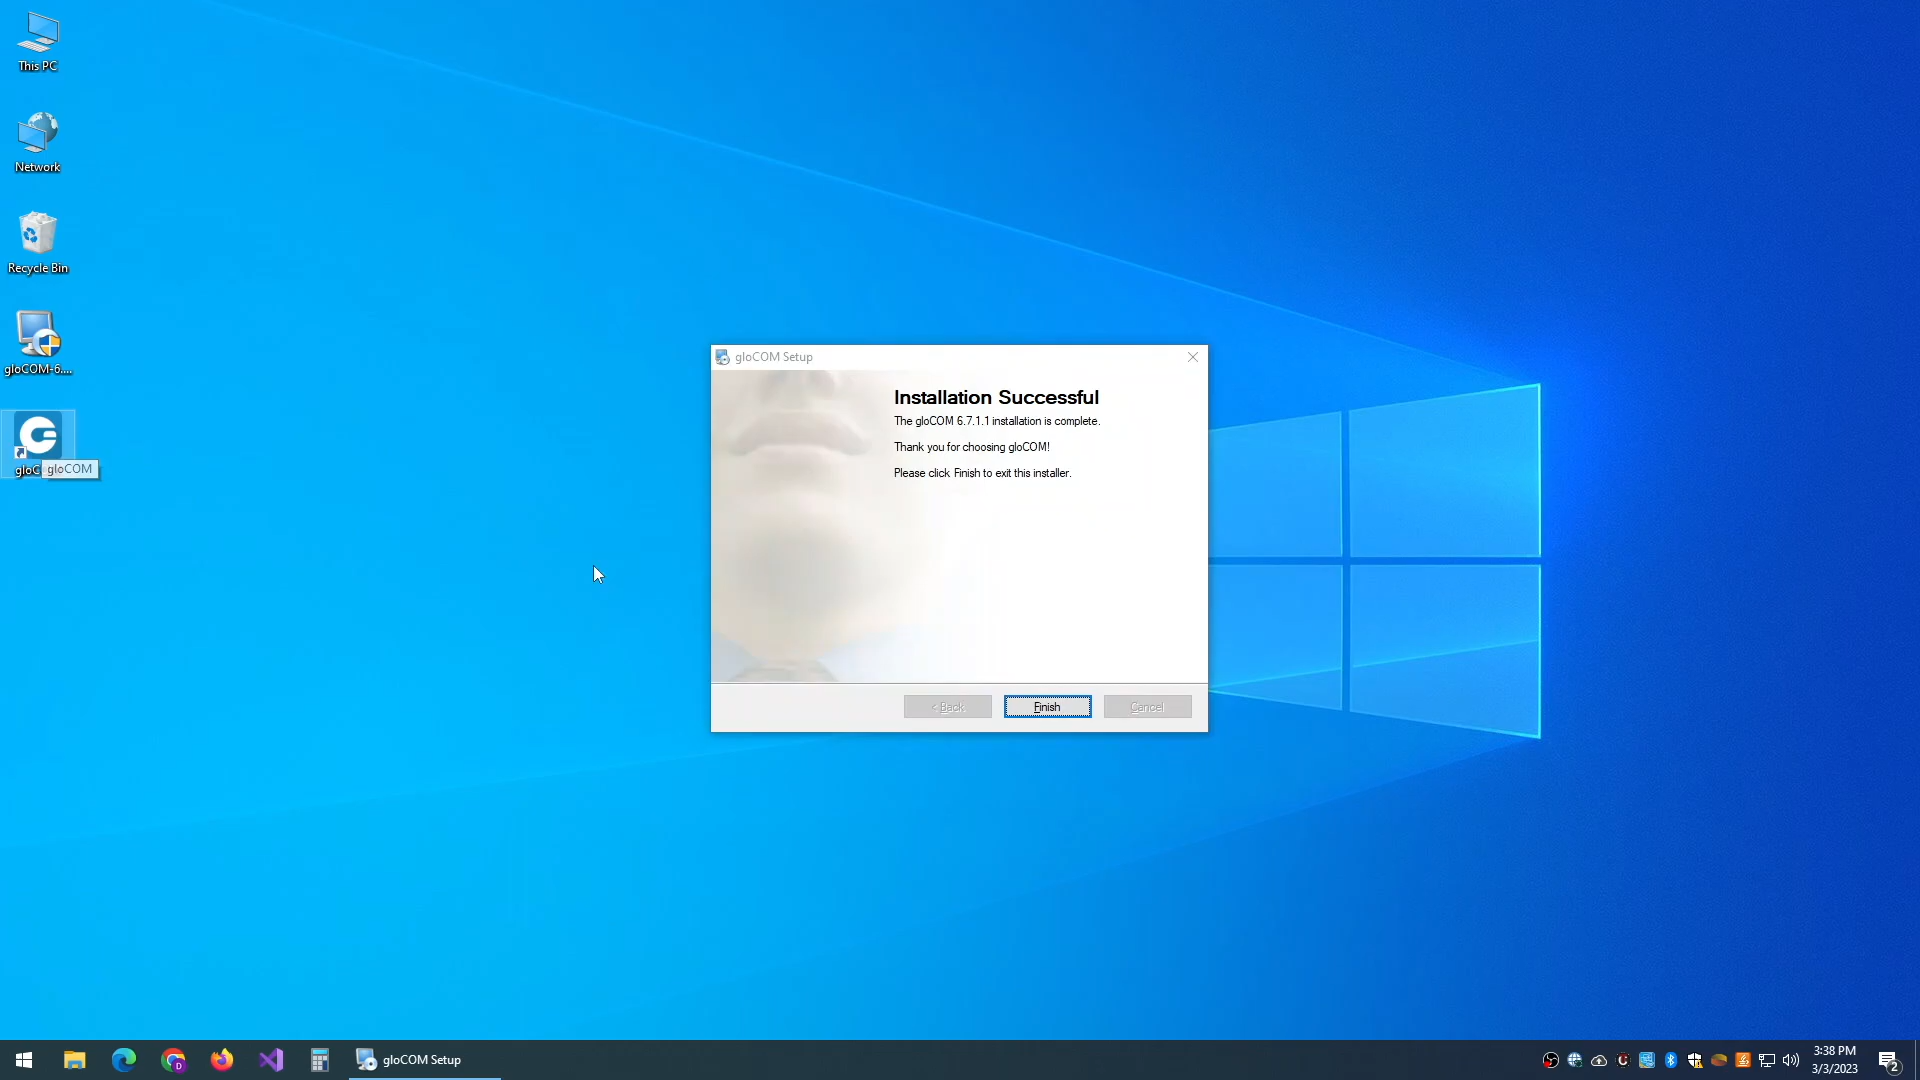 This PC
Network
Recycle Bin
gloCOM-6....
gloC
gloCOM
gloCOM Setup
Installation Successful
The gloCOM 6.7.1.1 installation is complete.
Thank you for choosing gloCOM!
Please click Finish to exit this installer.
< Back
Finish
Cancel
gloCOM Setup
3:38 PM
3/3/2023
2
D